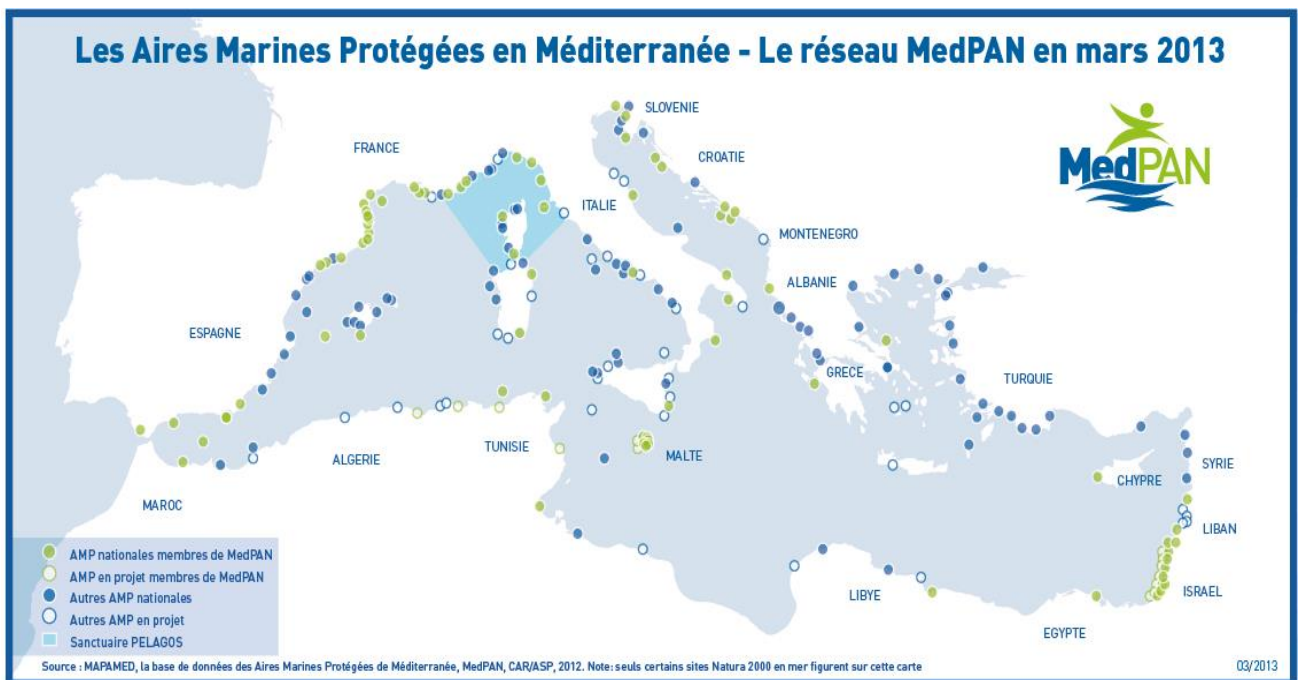 Les Aires Marines Protégées en Méditerranée - Le réseau MedPAN en mars 2013
MedPAN
SLOVENIE
FRANCE
CROATIE
ITALIE
MONTENEGRO
ALBANIE
ESPAGNE
GRECE
TURQUIE
TUNISIE
MALTE
ALGERIE
SYRIE
CHYPRE
MAROC
LIBAN
LIBYE
ISRAEL
EGYPTE
AMP nationales membres de MedPAN
AMP en projet membres de MedPAN
Autres AMP nationales
Autres AMP en projet
Sanctuaire PELAGOS
Source : MAPAMED, la base de données des Aires Marines Protégées de Méditerranée, MedPAN, CAR/ASP, 2012. Note: seuls certains sites Natura 2000 en mer figurent sur cette carte
03/2013